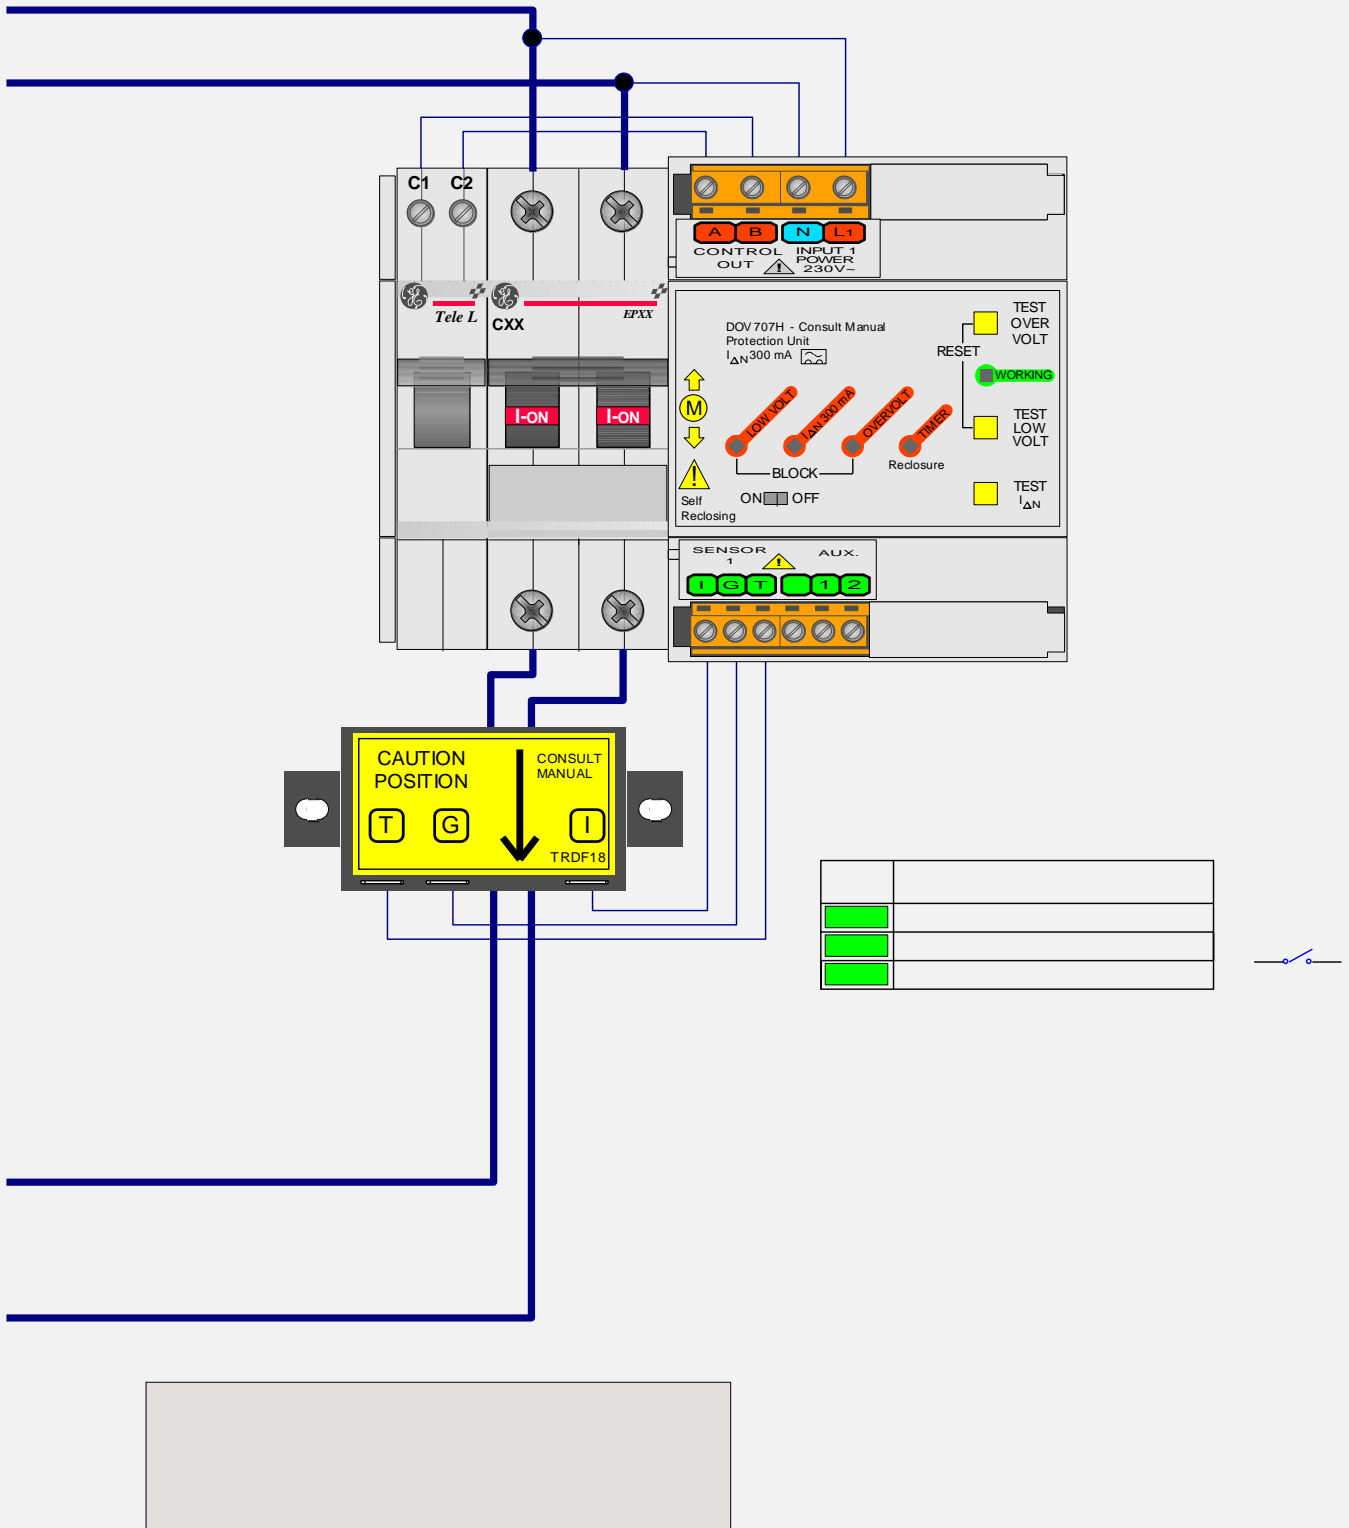 C1 C2
A B N L1
CONTROL
OUT
INPUT 1
POWER
230V~
Tele L
CXX
EPXX
I-ON
I-ON
DOV 707H - Consult Manual
Protection Unit
IΔN 300 mA
RESET
TEST
OVER
VOLT
WORKING
TEST
LOW
VOLT
TEST
IΔN
M
LOW VOLT
IΔN 300 mA
OVERVOLT
TIMER
BLOCK
Reclosure
ON OFF
!
Self
Reclosing
SENSOR
1
!
AUX.
I G T 1 2
CAUTION
POSITION
CONSULT
MANUAL
T G I
TRDF18